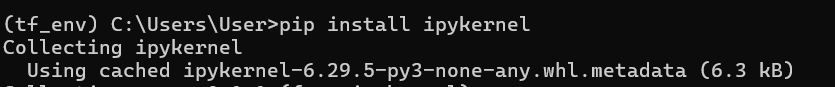 (tf_env) C:\Users\User>pip install ipykernel
Collecting ipykernel
  Using cached ipykernel-6.29.5-py3-none-any.whl.metadata (6.3 kB)